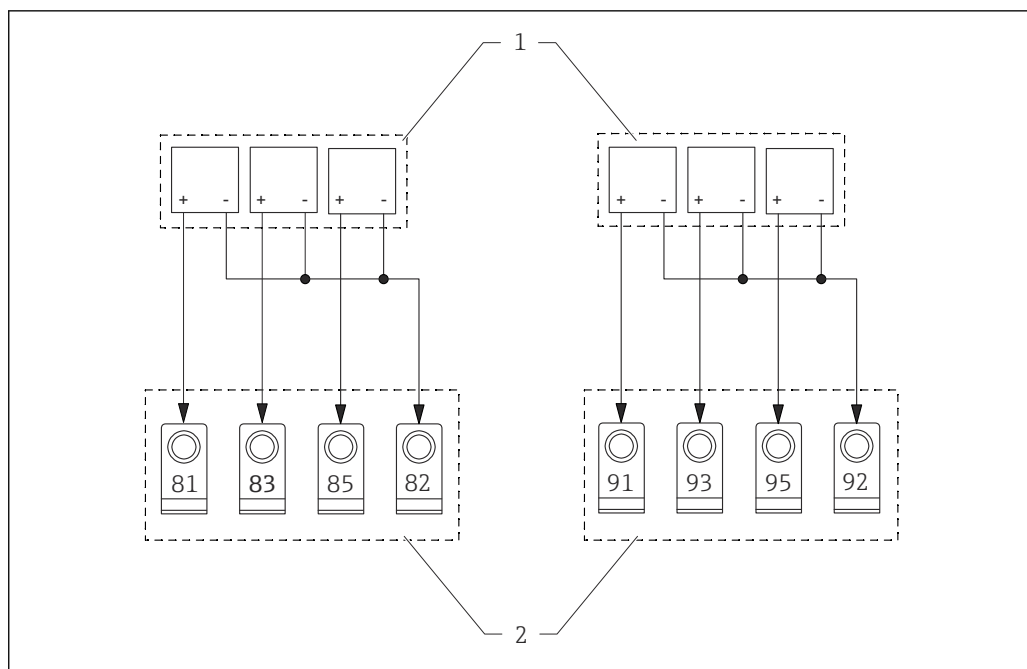 1
+ - + - + -
+ - + - + -
81 83 85 82
91 93 95 92
2